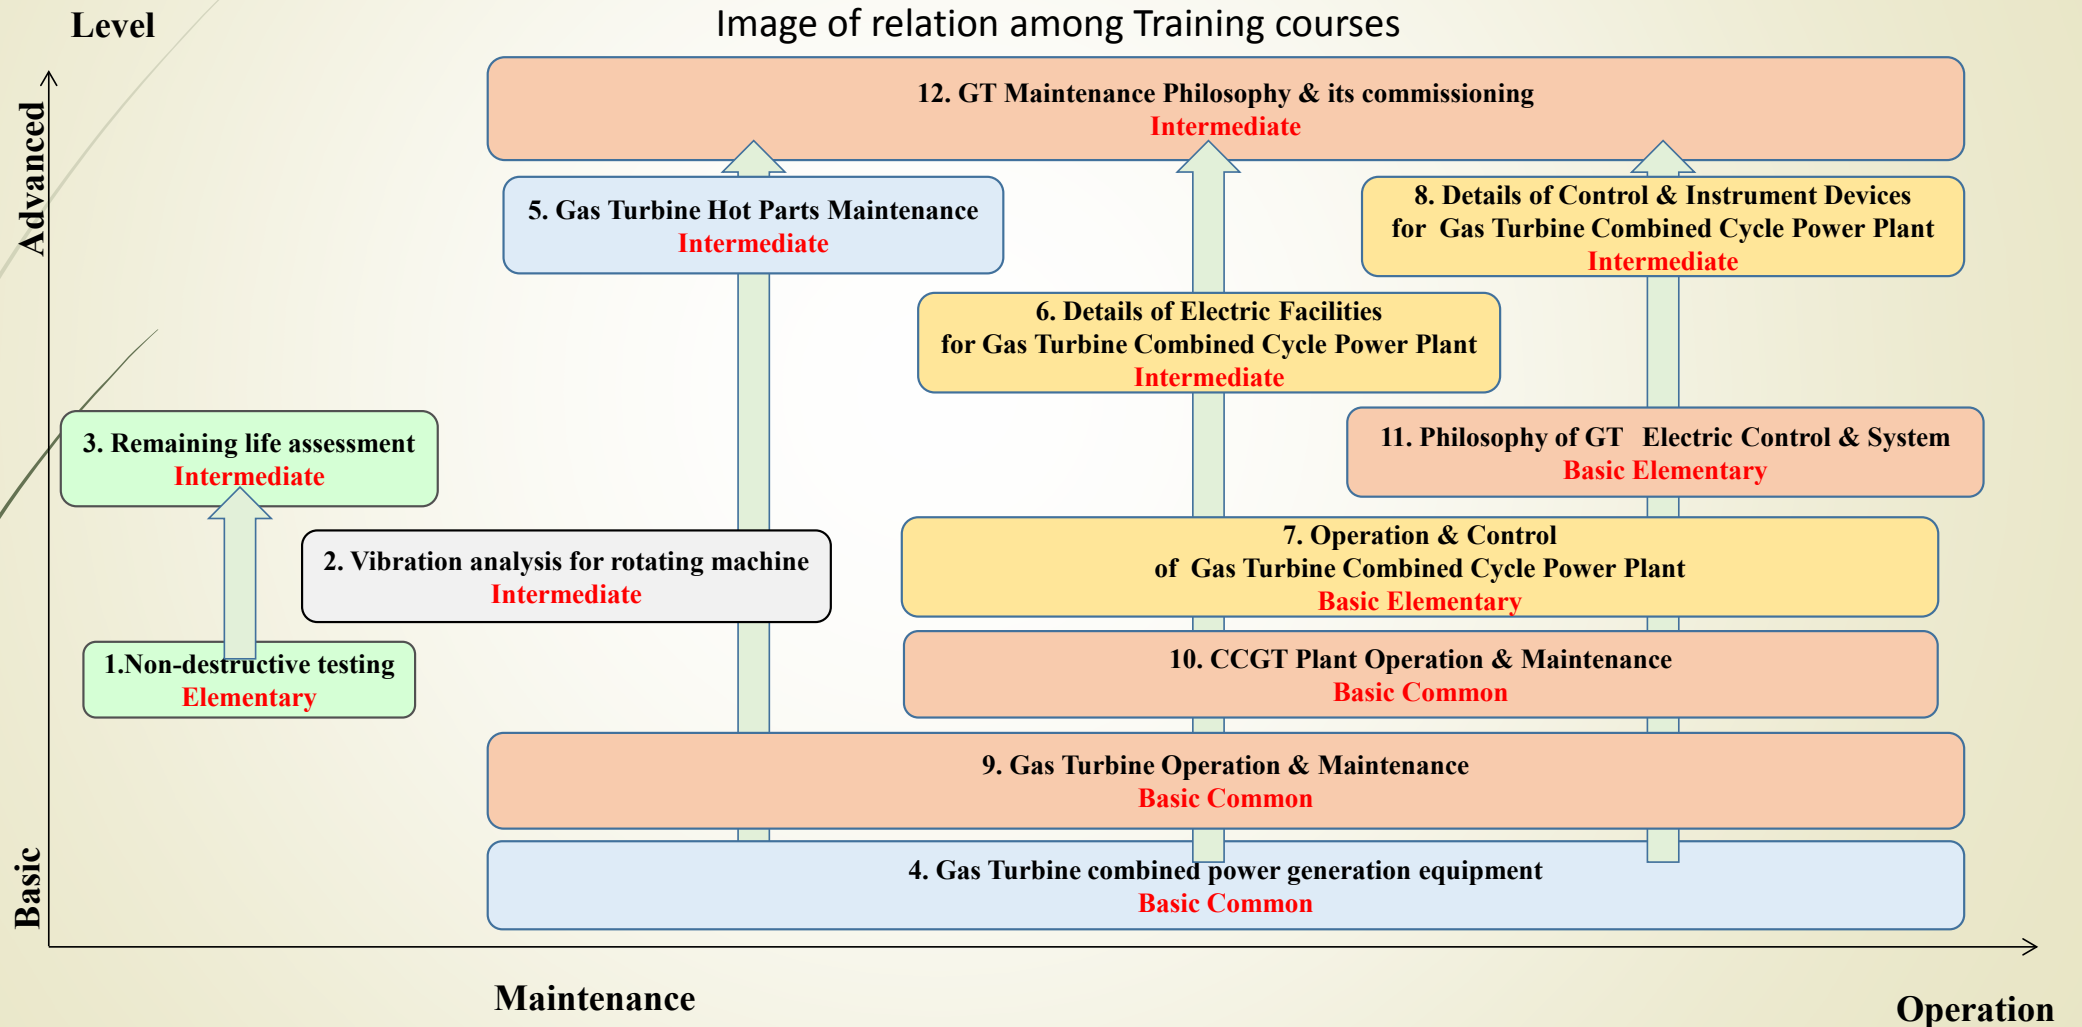 Level
Image of relation among Training courses
Advanced
12. GT Maintenance Philosophy & its commissioning
Intermediate
5. Gas Turbine Hot Parts Maintenance
Intermediate
8. Details of Control & Instrument Devices
for Gas Turbine Combined Cycle Power Plant
Intermediate
6. Details of Electric Facilities
for Gas Turbine Combined Cycle Power Plant
Intermediate
3. Remaining life assessment
Intermediate
11. Philosophy of GT Electric Control & System
Basic Elementary
2. Vibration analysis for rotating machine
Intermediate
7. Operation & Control
of Gas Turbine Combined Cycle Power Plant
Basic Elementary
1.Non-destructive testing
Elementary
10. CCGT Plant Operation & Maintenance
Basic Common
9. Gas Turbine Operation & Maintenance
Basic Common
Basic
4. Gas Turbine combined power generation equipment
Basic Common
Maintenance
Operation